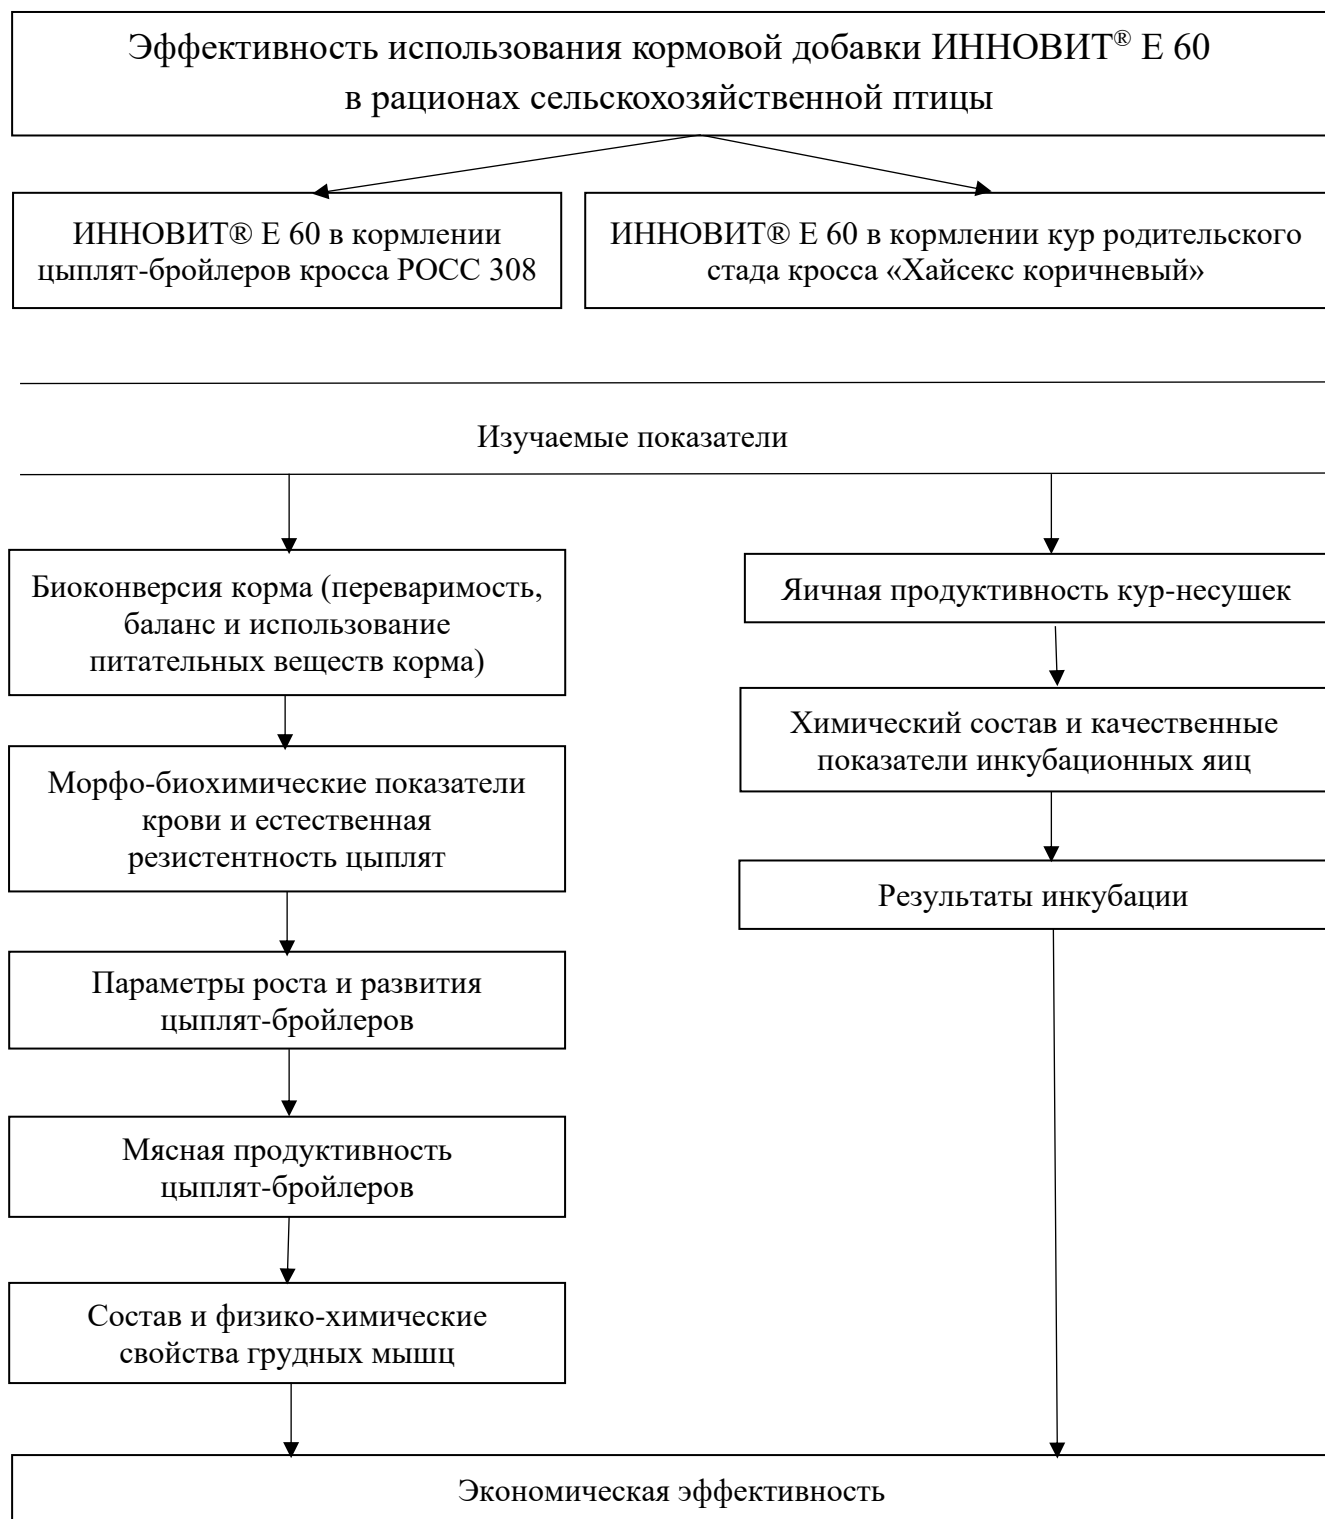 Эффективность использования кормовой добавки ИННОВИТ® Е 60
в рационах сельскохозяйственной птицы
ИННОВИТ® Е 60 в кормлении
цыплят-бройлеров кросса РОСС 308
ИННОВИТ® Е 60 в кормлении кур родительского
стада кросса «Хайсекс коричневый»
Изучаемые показатели
Биоконверсия корма (переваримость,
баланс и использование
питательных веществ корма)
Морфо-биохимические показатели
крови и естественная
резистентность цыплят
Параметры роста и развития
цыплят-бройлеров
Мясная продуктивность
цыплят-бройлеров
Состав и физико-химические
свойства грудных мышц
Яичная продуктивность кур-несушек
Химический состав и качественные
показатели инкубационных яиц
Результаты инкубации
Экономическая эффективность